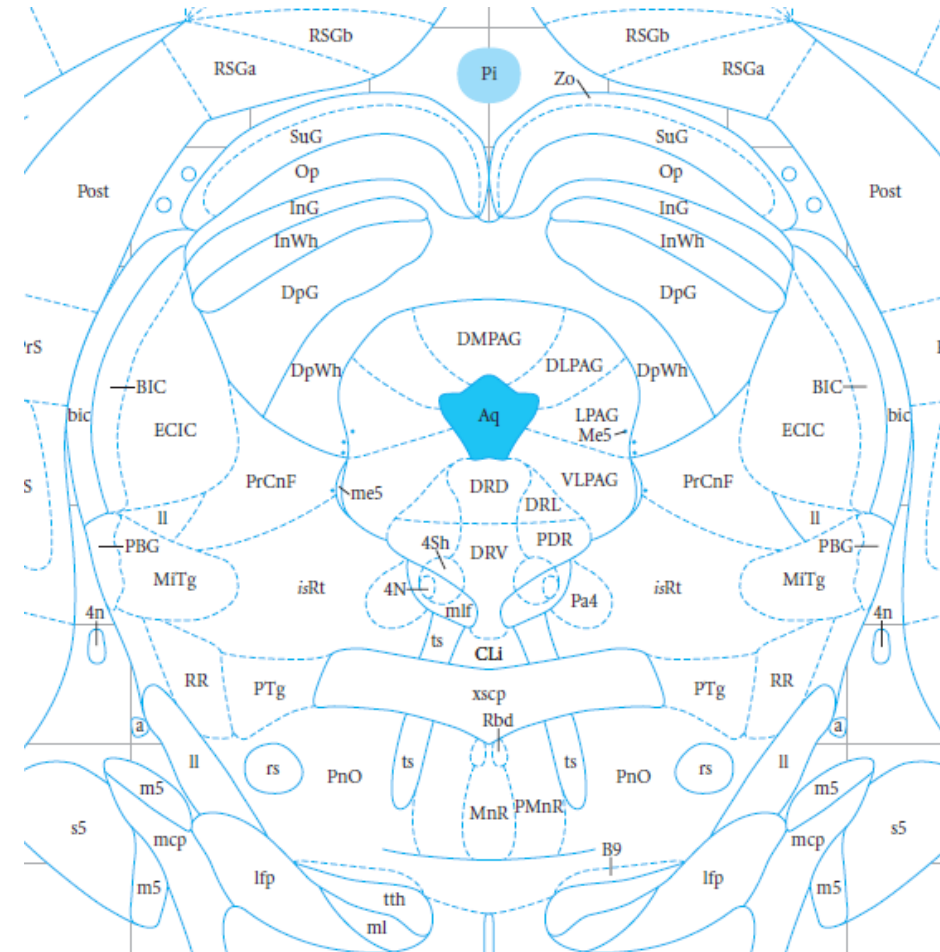 RSGb RSGb
RSGa Pi RSGa
Zo
SuG SuG
Op Op
Post Post
InG InG
InWh InWh
DpG DpG
DMPAG
rS DpWh DLPAG DpWh
BIC BIC
bic Aq LPAG bic
ECIC Me5 ECIC
PrCnF VLPAG PrCnF
S DRD
me5 DRL
ll ll
PBG 4Sh PDR PBG
DRV
MiTg isRt 4N isRt MiTg
mlf Pa4
4n 4n
ts CLi
RR PTg xscp PTg RR
Rbd
a a
ll rs PnO ts ts PnO rs ll
m5 m5
MnR PMnR
s5 mcp mcp s5
B9
m5 lfp lfp m5
tth
ml